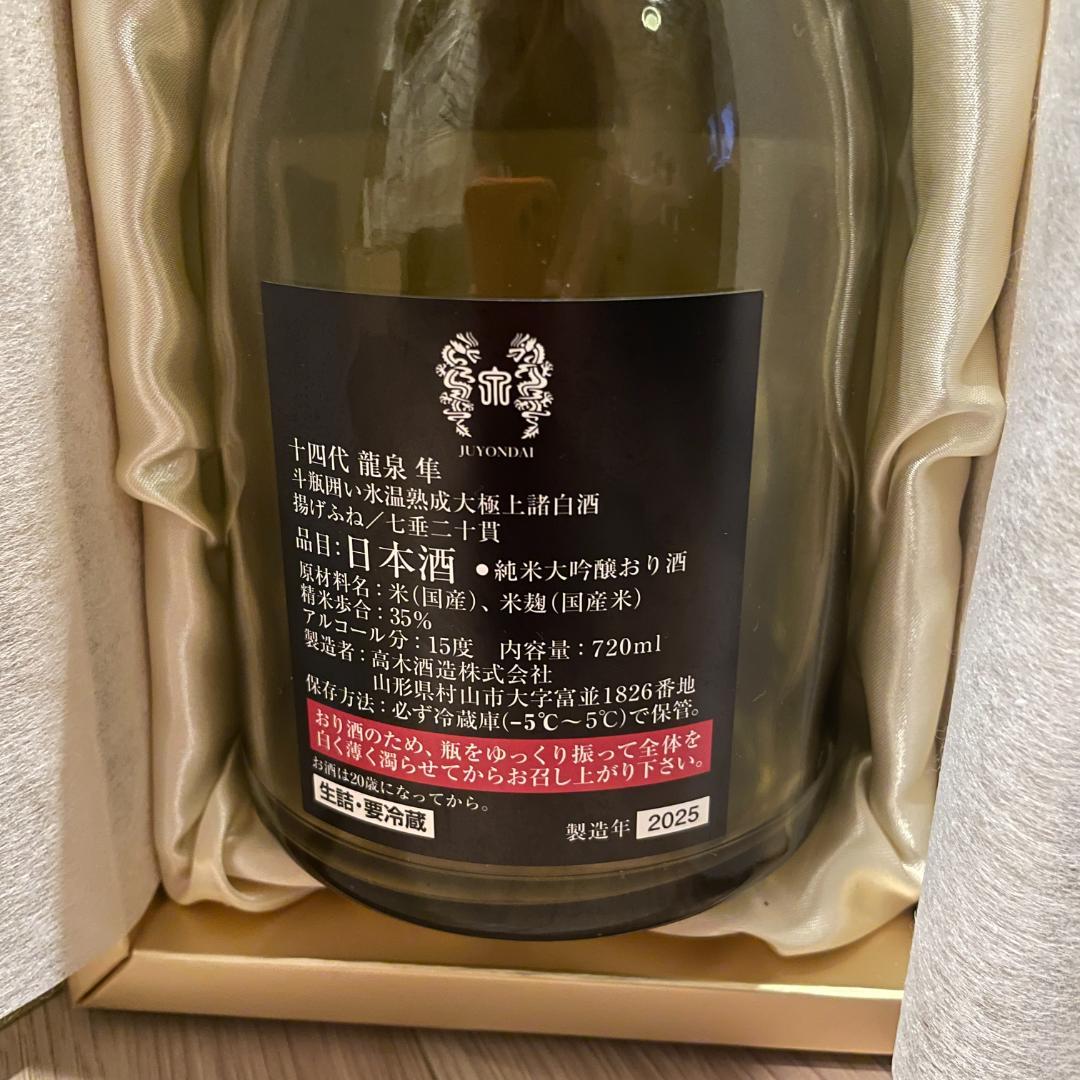 JUYONDAI
十四代 龍泉 隼
斗瓶囲い氷温熟成大極上諸白酒
揚げふね／七垂二十貫
品目：日本酒 ●純米大吟醸おり酒
原材料名：米（国産）、米麹（国産米）
精米歩合：35%
アルコール分：15度 内容量：720ml
製造者：高木酒造株式会社
山形県村山市大字富並1826番地
保存方法：必ず冷蔵庫(−5℃～5℃)で保管。
おり酒のため、瓶をゆっくり振って全体を
白く薄く濁らせてからお召し上がり下さい。
お酒は20歳になってから。
生詰・要冷蔵
製造年 2025